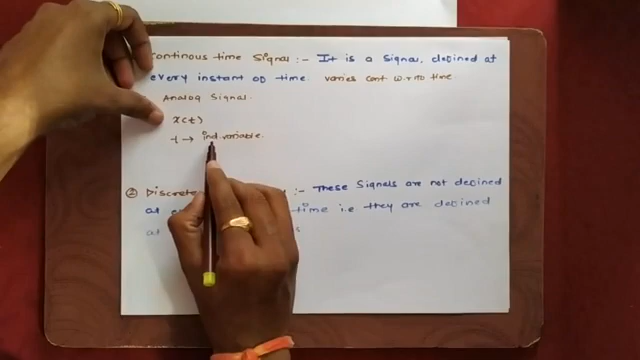 Continous time Signal :- It is a Signal, defined at
every instant of time. varies cont w.r.to time
Analog Signal.
x(t)
t → ind. variable.
② Discrete :- These Signals are not defined
at time i.e. they are defined
at s